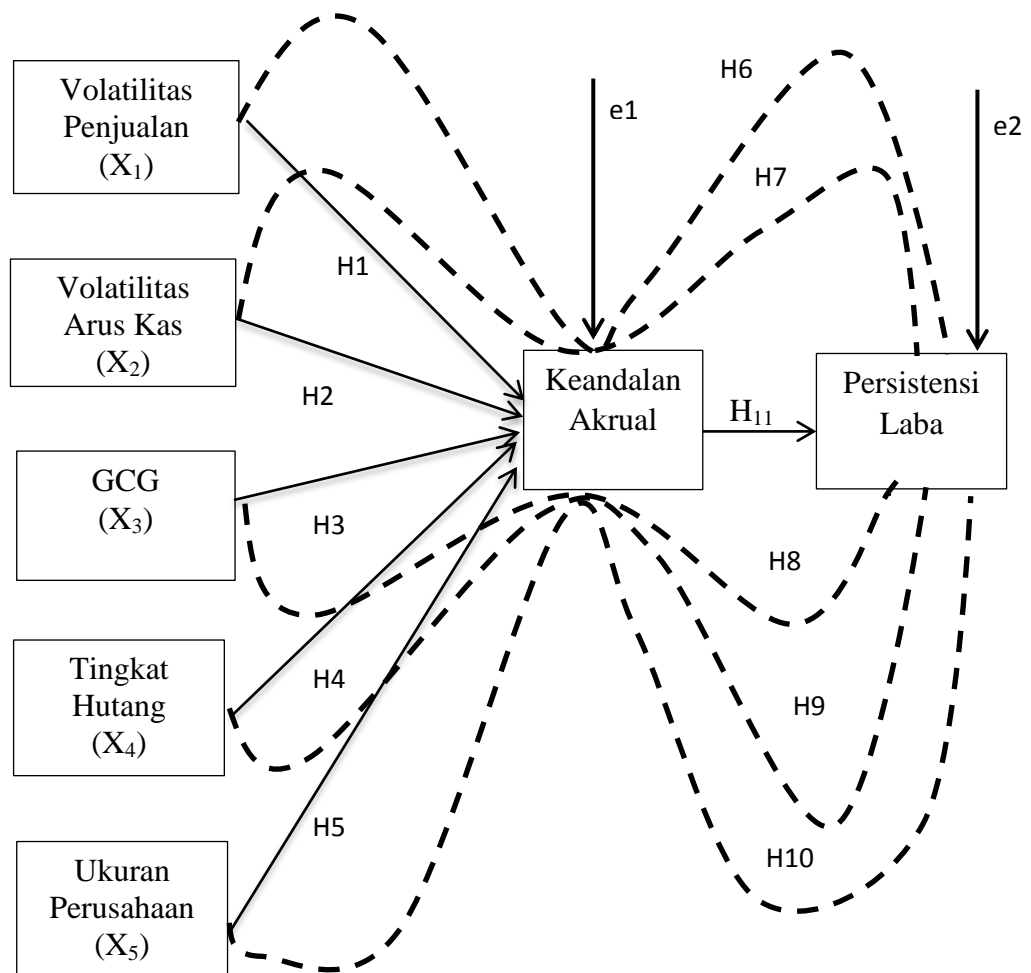 Volatilitas
Penjualan
(X₁)
Volatilitas
Arus Kas
(X₂)
GCG
(X₃)
Tingkat
Hutang
(X₄)
Ukuran
Perusahaan
(X₅)
H1
H2
H3
H4
H5
e1
Keandalan
Akrual
H6
H7
H₁₁
H8
H9
H10
e2
Persistensi
Laba